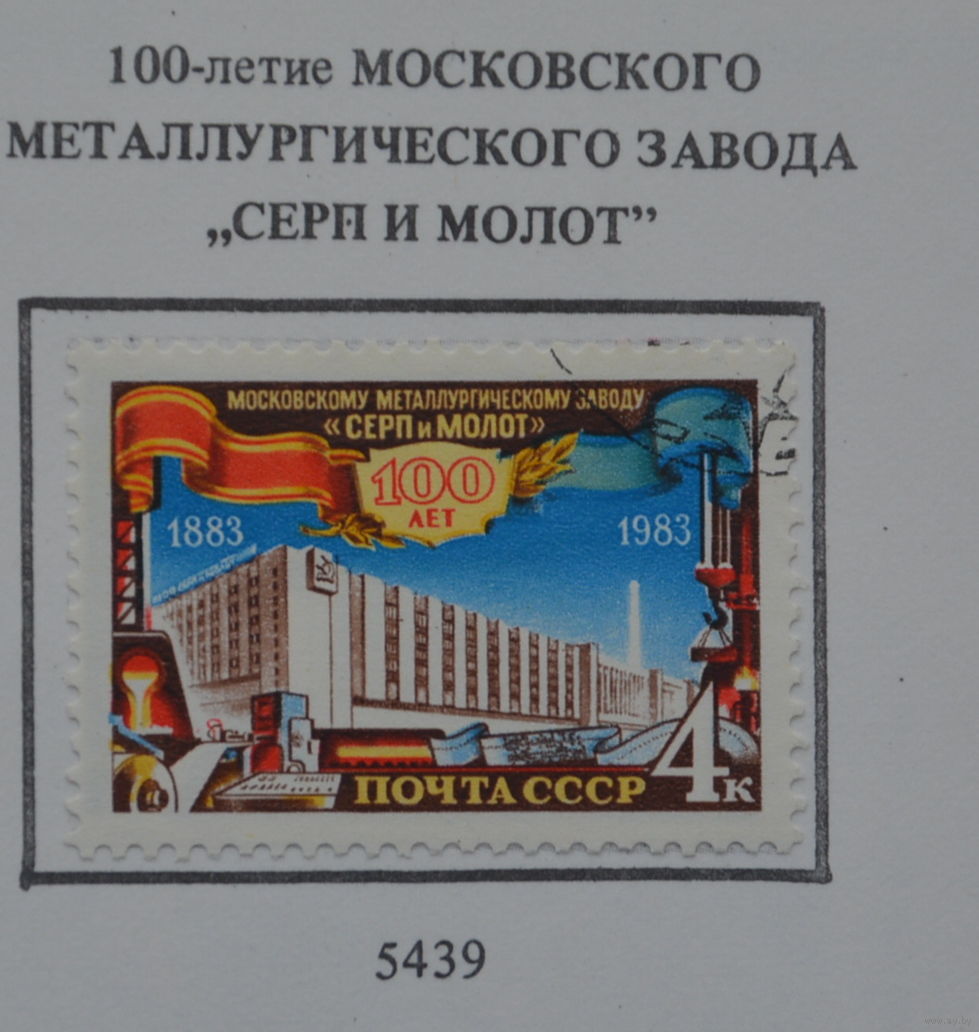 100-летие МОСКОВСКОГО
МЕТАЛЛУРГИЧЕСКОГО ЗАВОДА
„СЕРП И МОЛОТ”
МОСКОВСКОМУ МЕТАЛЛУРГИЧЕСКОМУ ЗАВОДУ
«СЕРП и МОЛОТ»
100
ЛЕТ
1883
1983
4к
ПОЧТА СССР
5439